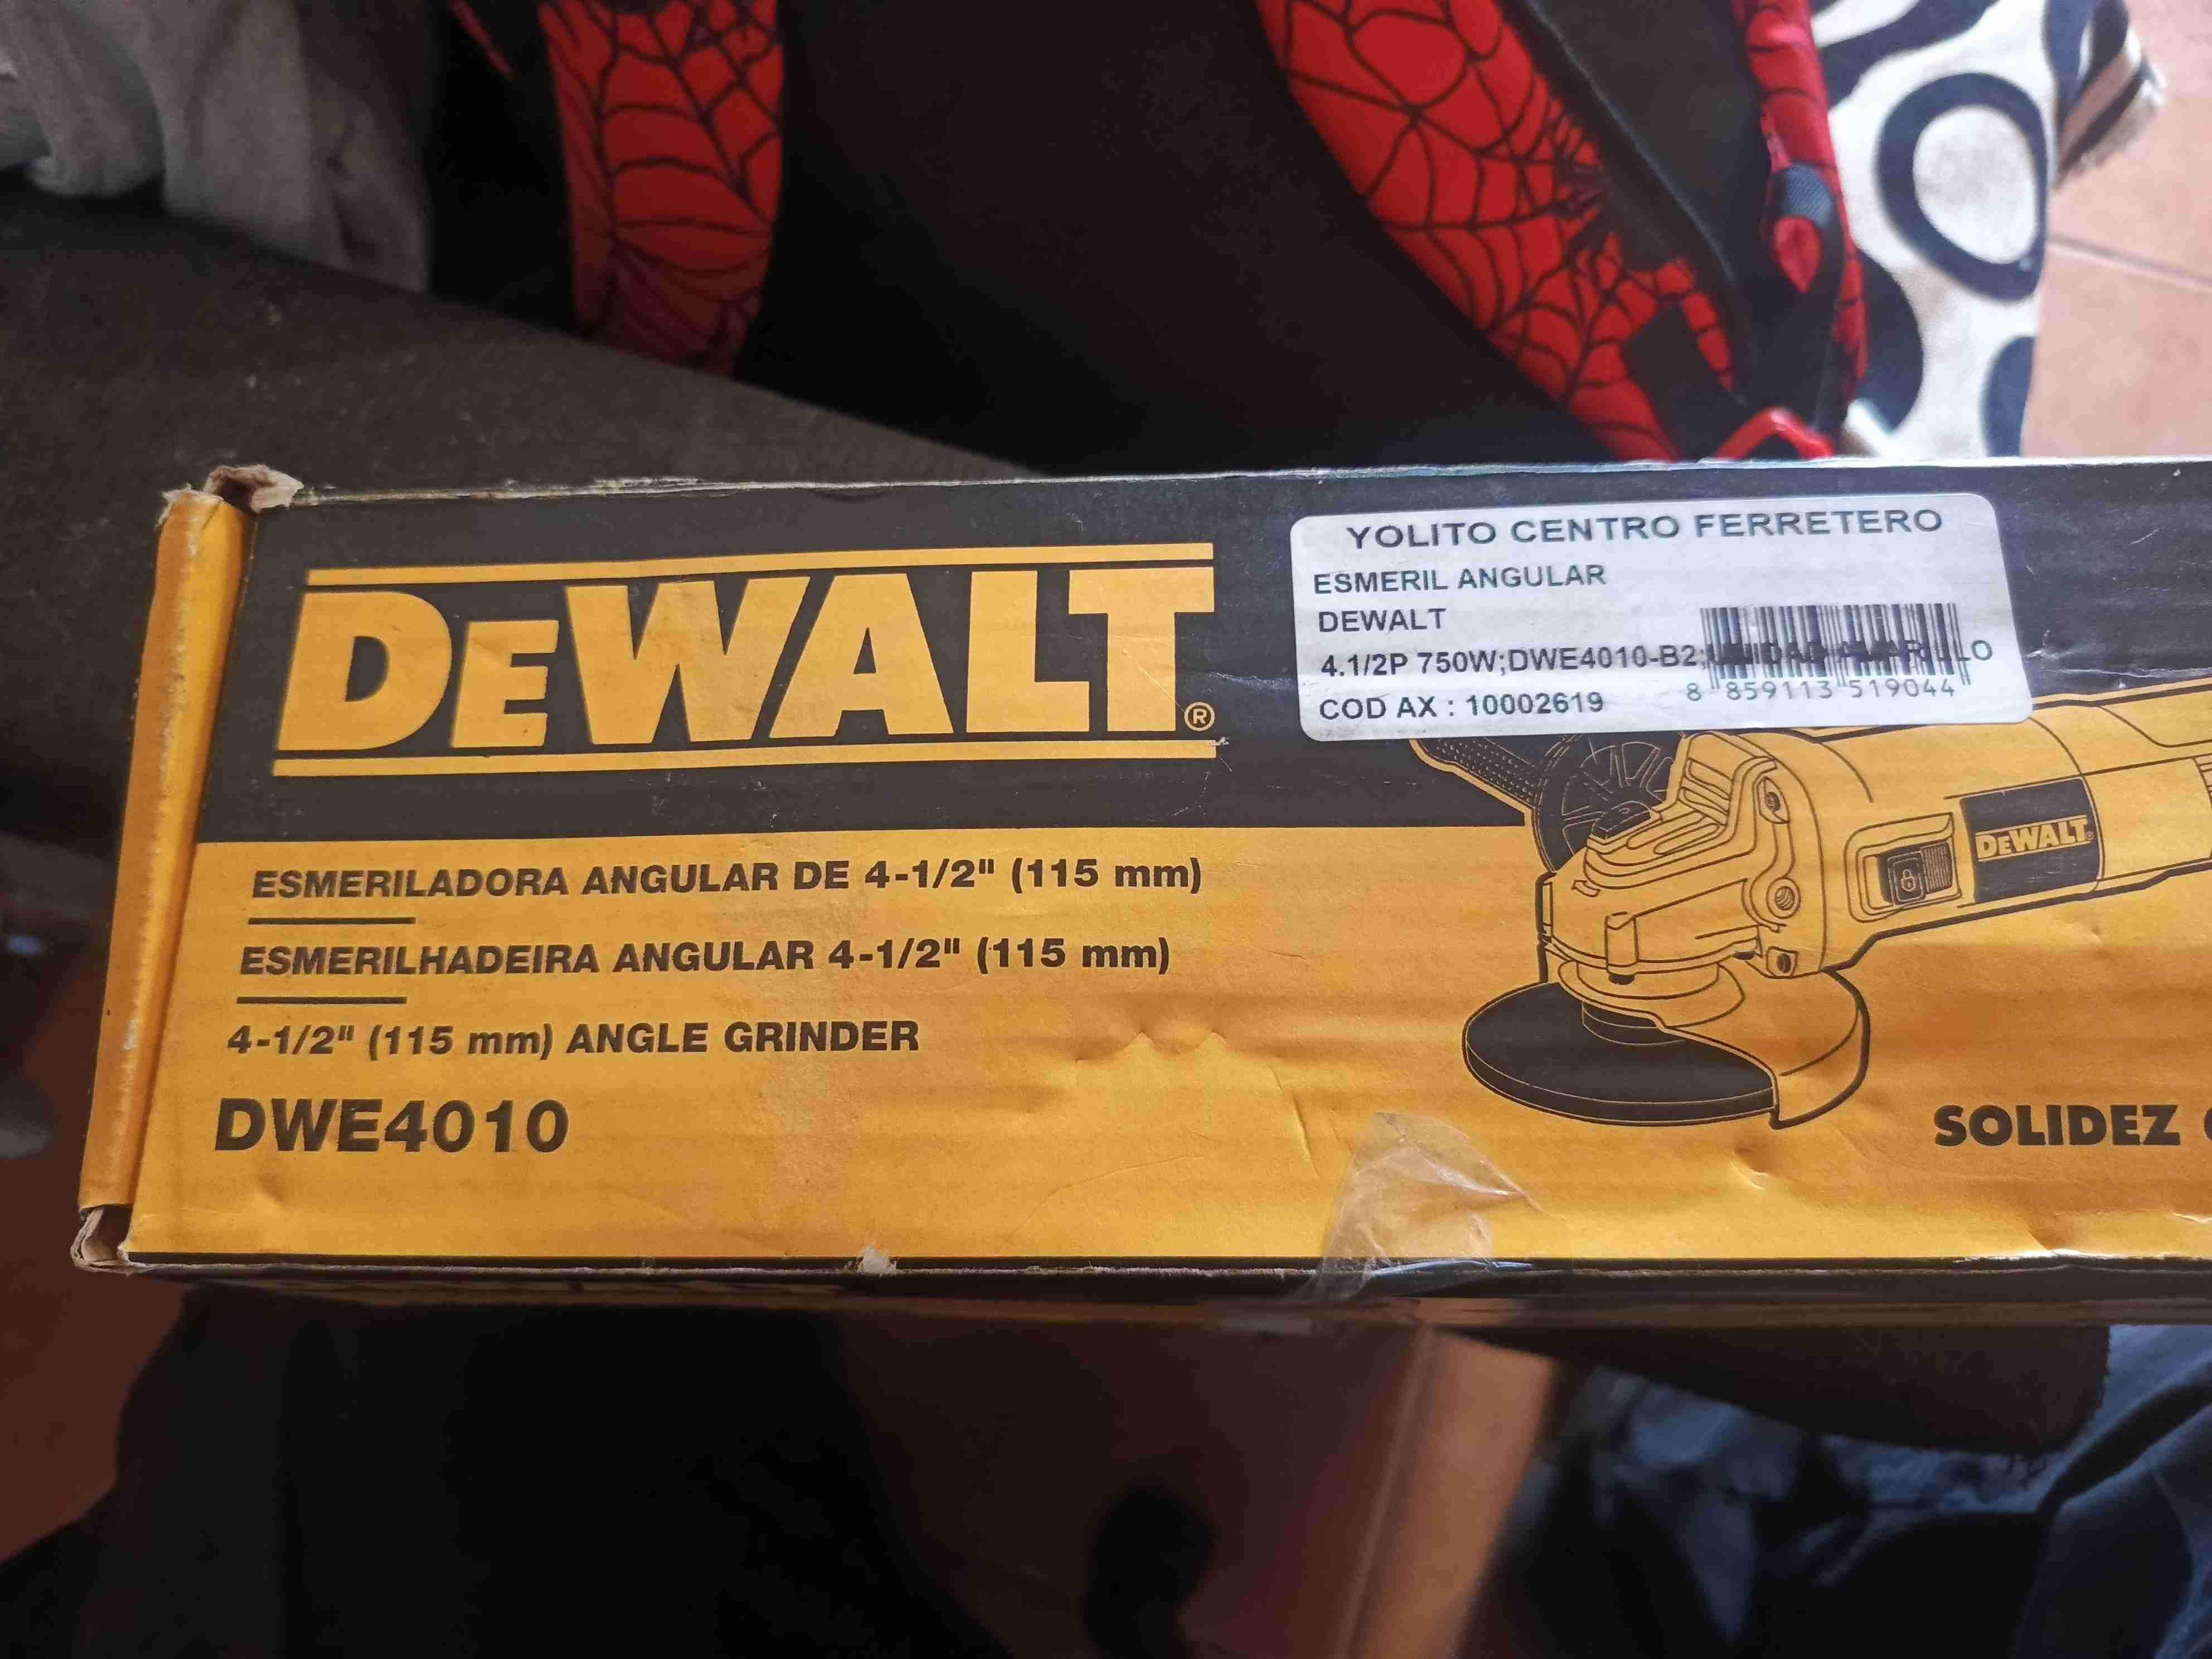 DEWALT®
YOLITO CENTRO FERRETERO
ESMERIL ANGULAR
DEWALT
4.1/2P 750W;DWE4010-B2;UNIDAD AMARILLO
8 859113 519044
COD AX : 10002619
ESMERILADORA ANGULAR DE 4-1/2" (115 mm)
ESMERILHADEIRA ANGULAR 4-1/2" (115 mm)
4-1/2" (115 mm) ANGLE GRINDER
DWE4010
DEWALT®
SOLIDEZ